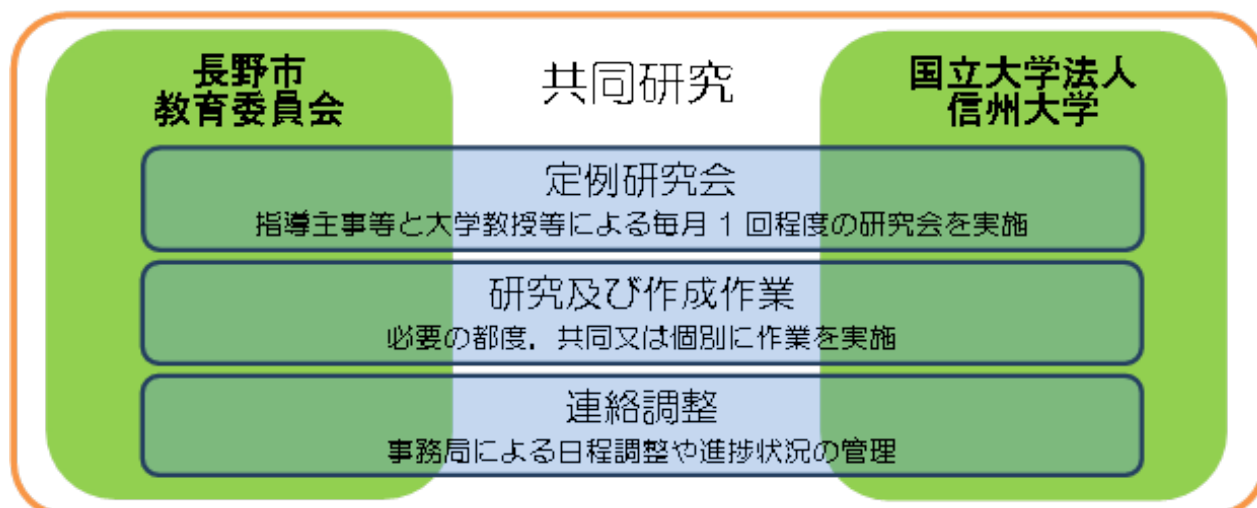 長野市
教育委員会
共同研究
国立大学法人
信州大学
定例研究会
指導主事等と大学教授等による毎月1回程度の研究会を実施
研究及び作成作業
必要の都度，共同又は個別に作業を実施
連絡調整
事務局による日程調整や進捗状況の管理